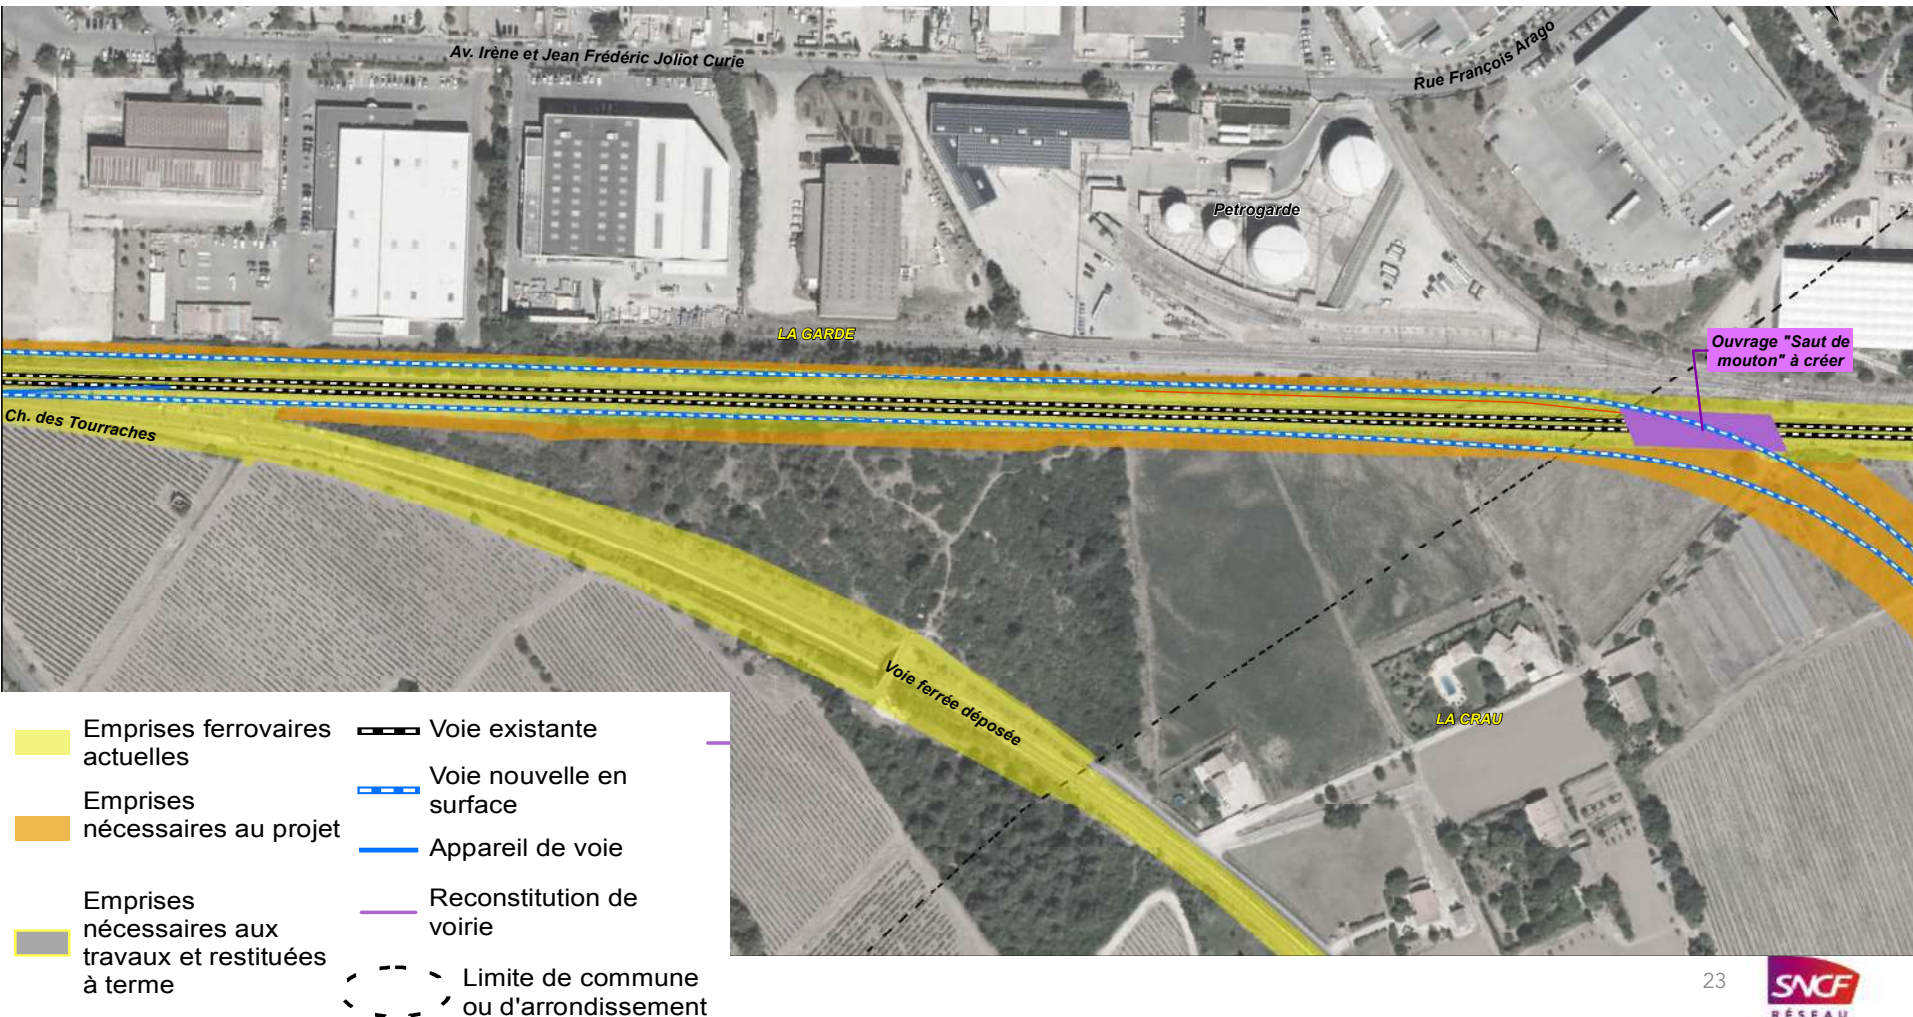 Av. Irène et Jean Frédéric Joliot Curie
Rue François Arago
Petrogarde
LA GARDE
Ouvrage "Saut de
mouton" à créer
Ch. des Tourraches
Voie ferrée déposée
LA CRAU
Emprises ferrovaires
actuelles
Emprises
nécessaires au projet
Emprises
nécessaires aux
travaux et restituées
à terme
Voie existante
Voie nouvelle en
surface
Appareil de voie
Reconstitution de
voirie
Limite de commune
ou d'arrondissement
23
SNCF
RÉSEAU